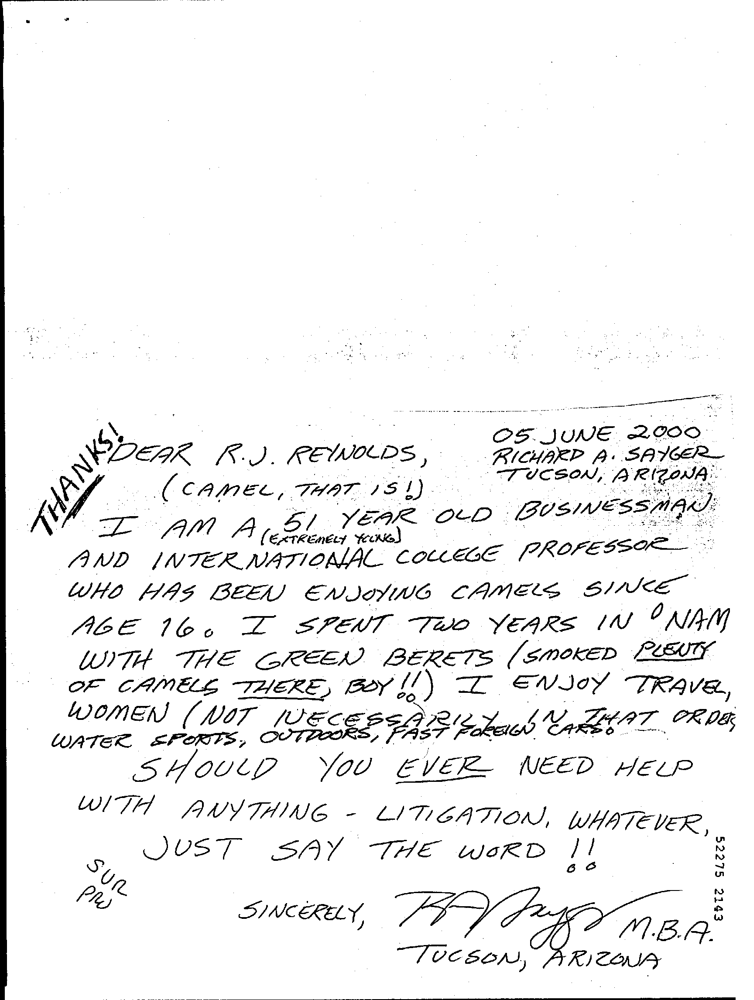 THANKS!
05 JUNE 2000
DEAR R.J. REYNOLDS,
RICHARD A. SAYGER
TUCSON, ARIZONA
(CAMEL, THAT IS!)
I AM A 51 YEAR OLD BUSINESSMAN
(EXTREMELY YOUNG)
AND INTERNATIONAL COLLEGE PROFESSOR
WHO HAS BEEN ENJOYING CAMELS SINCE
AGE 16. I SPENT TWO YEARS IN 'NAM
WITH THE GREEN BERETS (SMOKED PLENTY
OF CAMELS THERE, BOY!!) I ENJOY TRAVEL,
WOMEN (NOT NECESSARILY IN THAT ORDER
WATER SPORTS, OUTDOORS, FAST FOREIGN CARS.
SHOULD YOU EVER NEED HELP
WITH ANYTHING - LITIGATION, WHATEVER,
JUST SAY THE WORD!!
SUR
SINCERELY, M.B.A.
TUCSON, ARIZONA
52275 2143